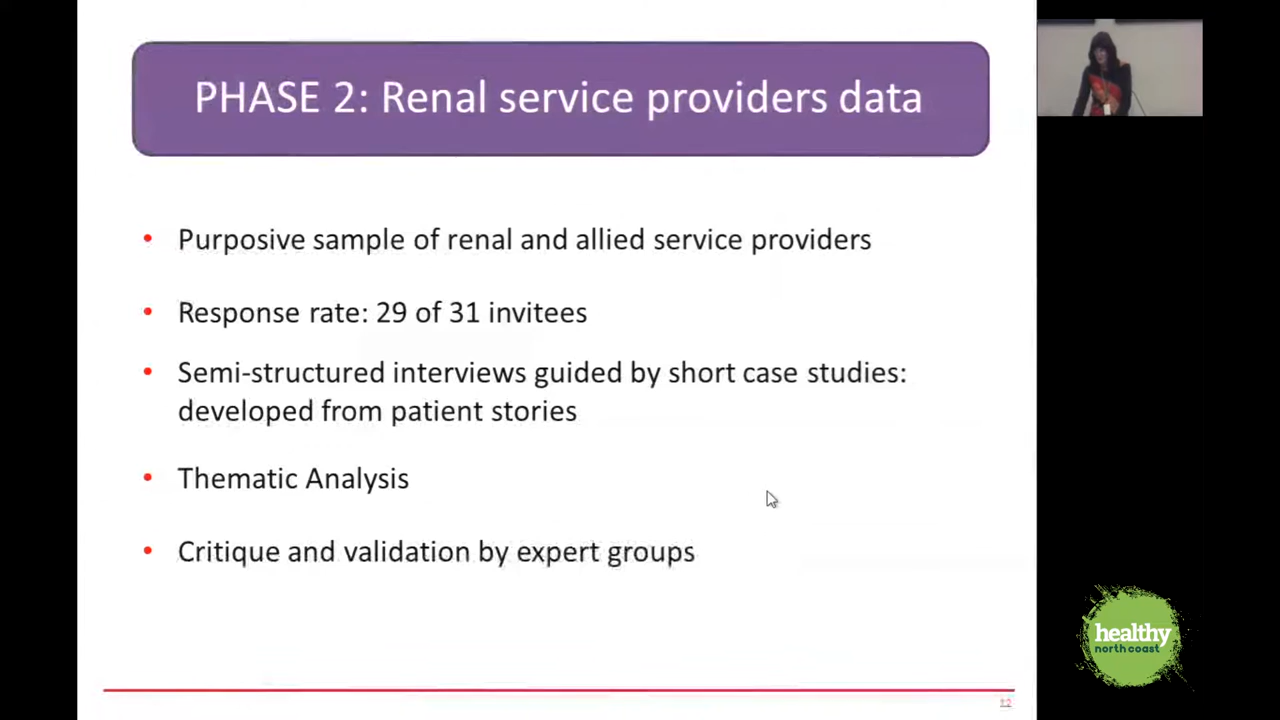 PHASE 2: Renal service providers data
• Purposive sample of renal and allied service providers
• Response rate: 29 of 31 invitees
• Semi-structured interviews guided by short case studies:
developed from patient stories
• Thematic Analysis
• Critique and validation by expert groups
12
healthy
north coast